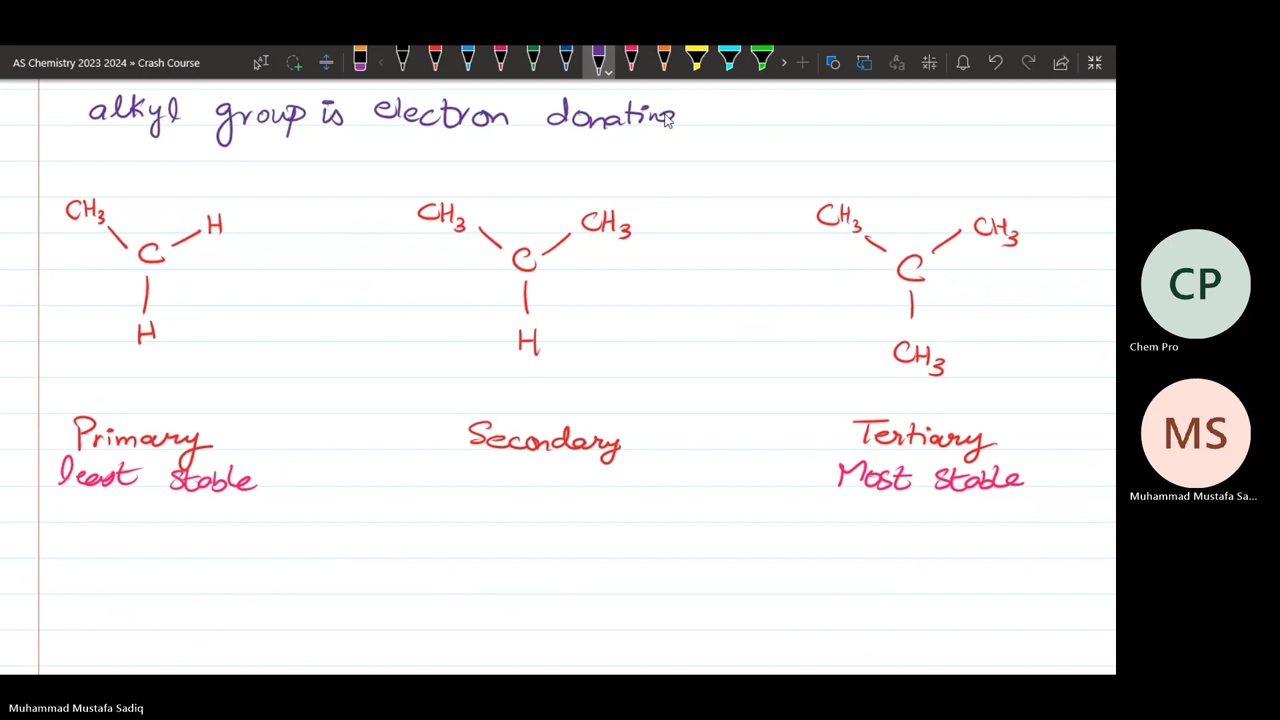 AS Chemistry 2023 2024 » Crash Course
alkyl group is electron donating
CH3 H CH3 CH3 CH3 CH3
C C C
H H CH3
Primary Secondary Tertiary
least stable Most stable
CP
Chem Pro
MS
Muhammad Mustafa Sa...
Muhammad Mustafa Sadiq